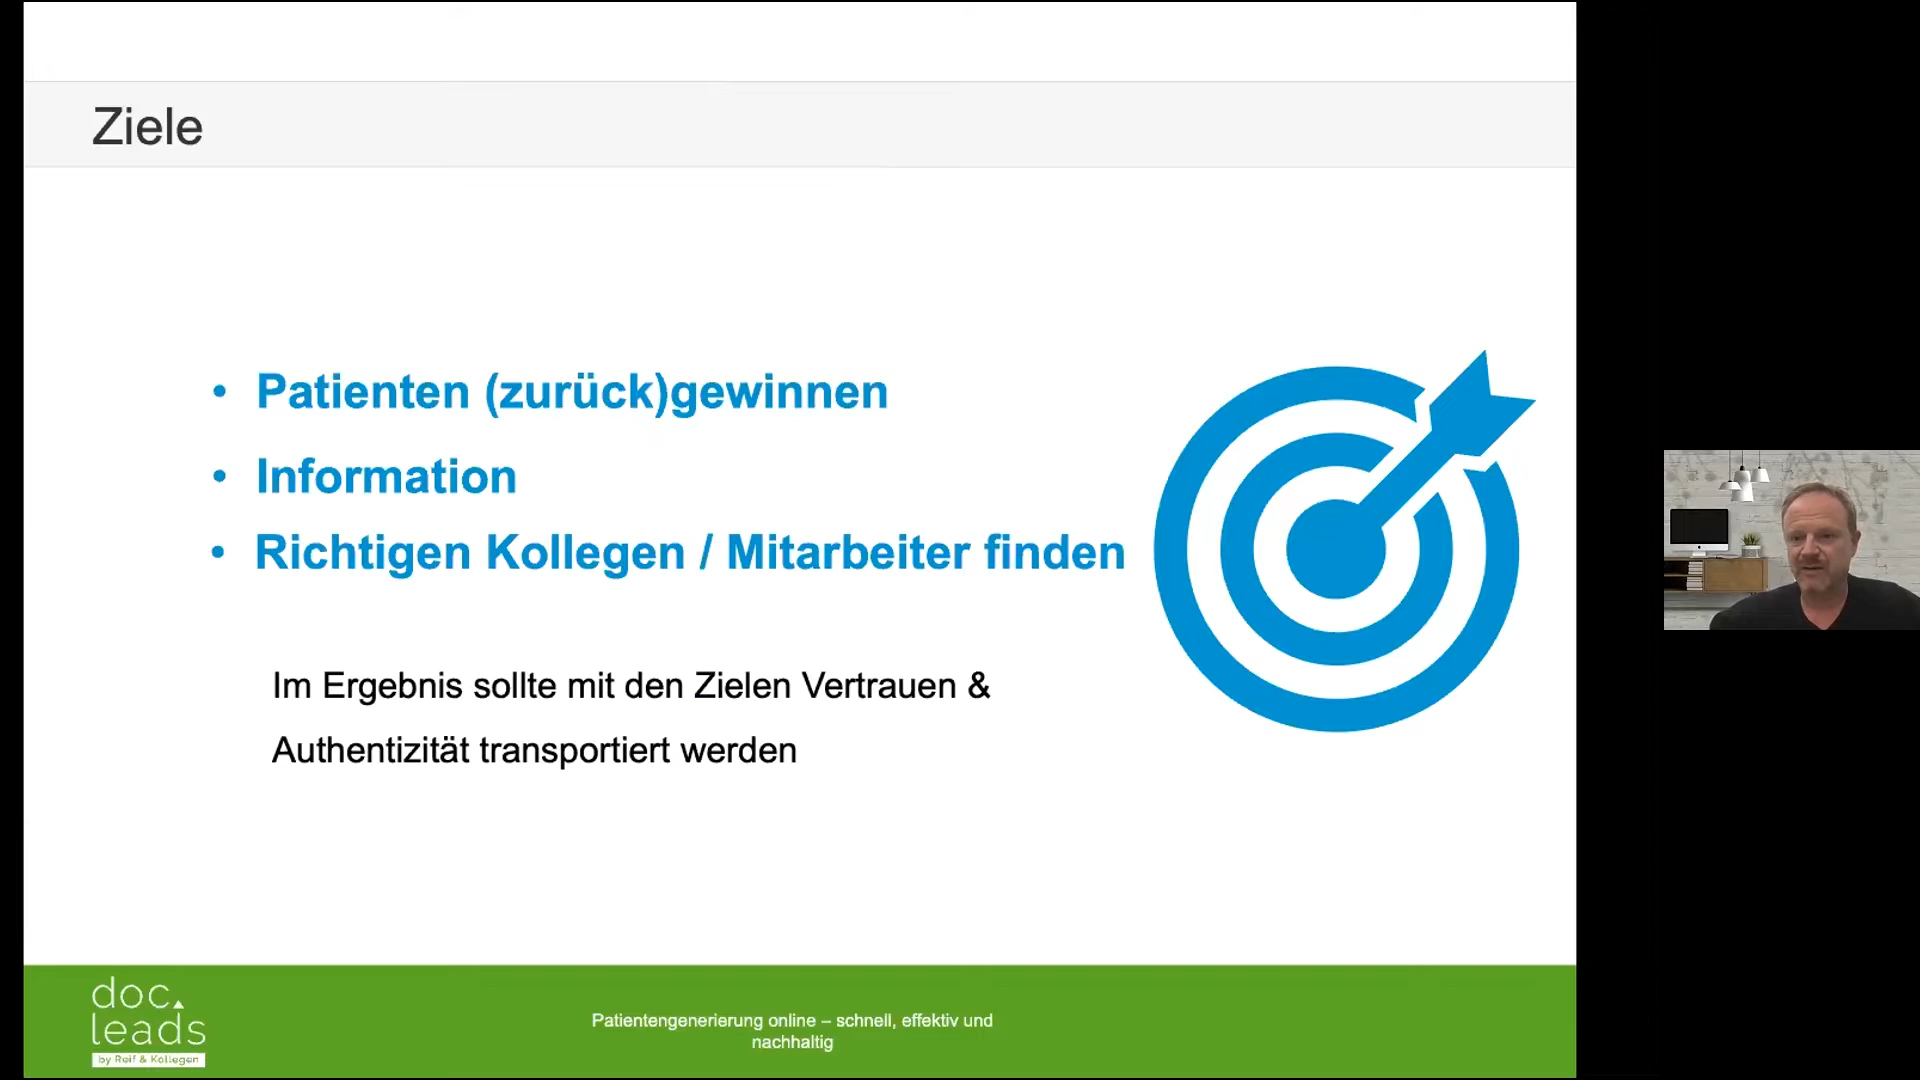 Ziele
• Patienten (zurück)gewinnen
• Information
• Richtigen Kollegen / Mitarbeiter finden
Im Ergebnis sollte mit den Zielen Vertrauen &
Authentizität transportiert werden
doc.
leads
by Reif & Kollegen
Patientengenerierung online – schnell, effektiv und
nachhaltig